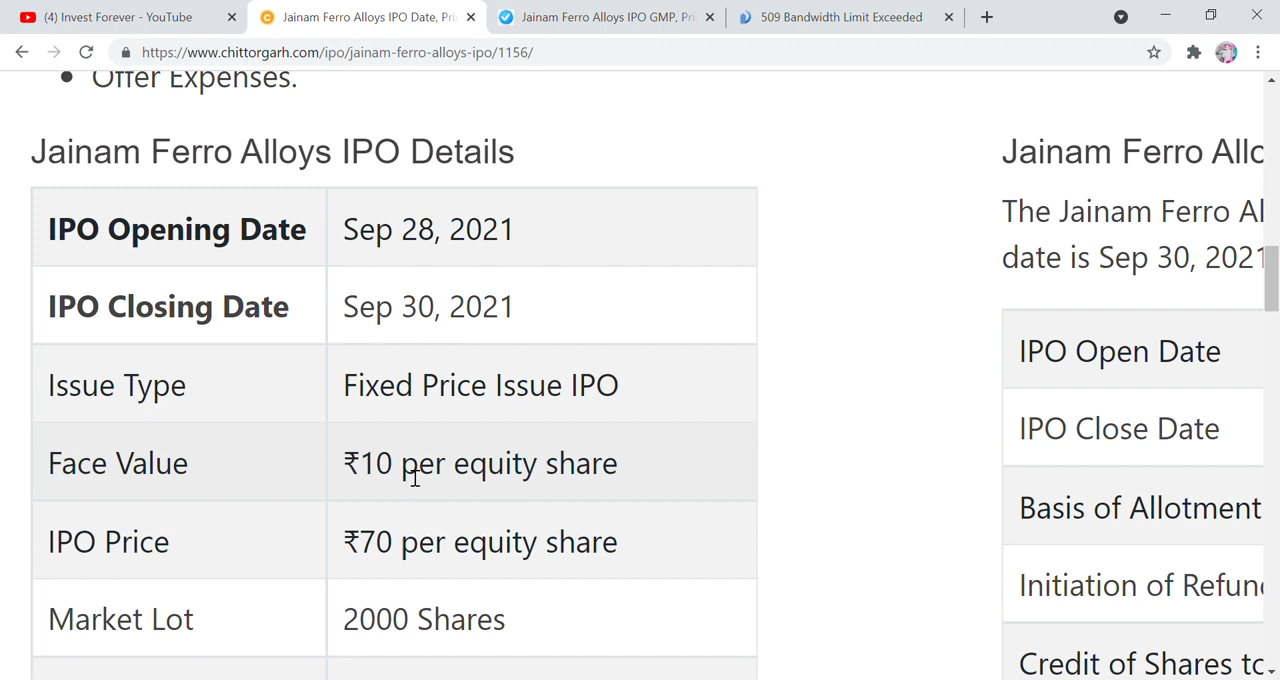 (4) Invest Forever - YouTube
Jainam Ferro Alloys IPO Date, Pri
Jainam Ferro Alloys IPO GMP, Pri
509 Bandwidth Limit Exceeded
https://www.chittorgarh.com/ipo/jainam-ferro-alloys-ipo/1156/
Offer Expenses.
Jainam Ferro Alloys IPO Details
IPO Opening Date Sep 28, 2021
IPO Closing Date Sep 30, 2021
Issue Type Fixed Price Issue IPO
Face Value ₹10 per equity share
IPO Price ₹70 per equity share
Market Lot 2000 Shares
Jainam Ferro Allo
The Jainam Ferro Al
date is Sep 30, 2021
IPO Open Date
IPO Close Date
Basis of Allotment
Initiation of Refun
Credit of Shares to